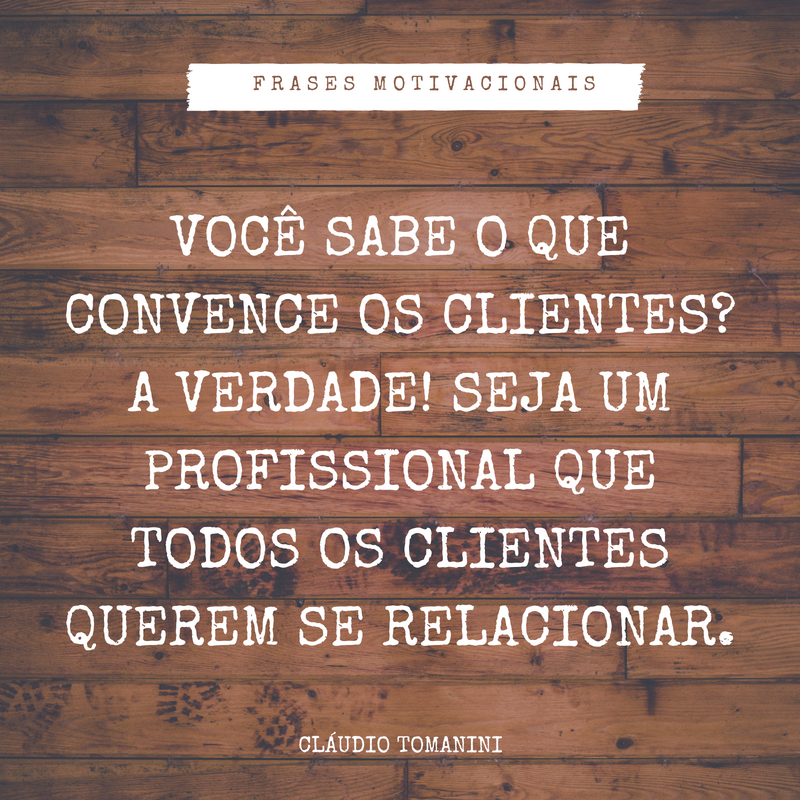 FRASES MOTIVACIONAIS
VOCÊ SABE O QUE
CONVENCE OS CLIENTES?
A VERDADE! SEJA UM
PROFISSIONAL QUE
TODOS OS CLIENTES
QUEREM SE RELACIONAR.
CLÁUDIO TOMANINI